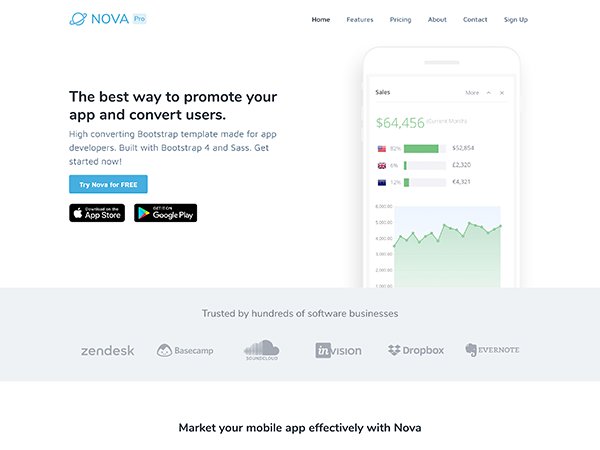 NOVA Pro
Home Features Pricing About Contact Sign Up
The best way to promote your
app and convert users.
High converting Bootstrap template made for app
developers. Built with Bootstrap 4 and Sass. Get
started now!
Try Nova for FREE
Download on the
App Store
GET IT ON
Google Play
Sales More
$64,456 (Current Month)
82% $52,854
6% £2,320
12% €4,321
6,000.00
5,000.00
4,000.00
3,000.00
2,000.00
1,000.00
Trusted by hundreds of software businesses
zendesk
Basecamp
SOUNDCLOUD
inVISION
Dropbox
EVERNOTE
Market your mobile app effectively with Nova